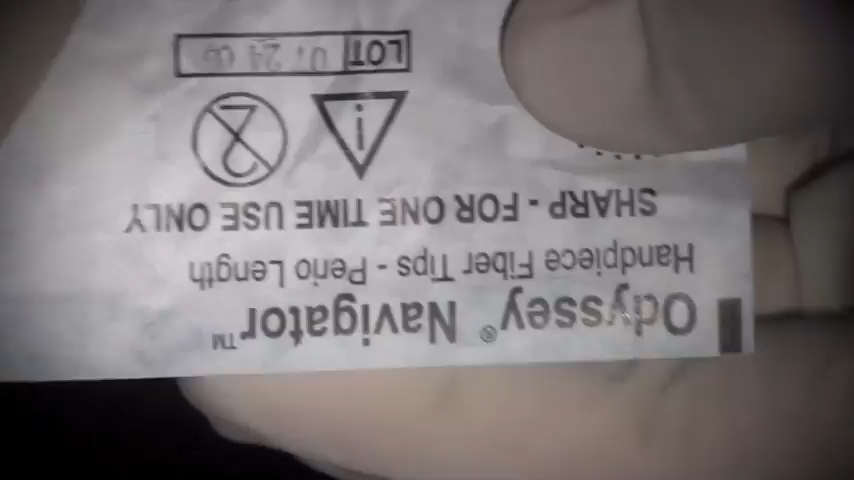 Odyssey® Navigator™
Handpiece Fiber Tips - Perio Length
SHARP - FOR ONE TIME USE ONLY
LOT